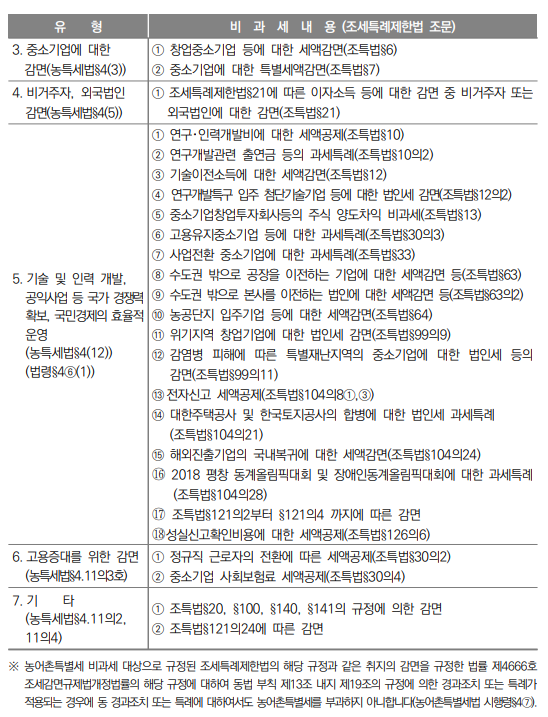 유 형 비 과 세 내 용 (조세특례제한법 조문)
3. 중소기업에 대한
감면(농특세법§4(3))
① 창업중소기업 등에 대한 세액감면(조특법§6)
② 중소기업에 대한 특별세액감면(조특법§7)
4. 비거주자, 외국법인
감면(농특세법§4(5))
① 조세특례제한법§21에 따른 이자소득 등에 대한 감면 중 비거주자 또는
외국법인에 대한 감면(조특법§21)
5. 기술 및 인력 개발,
공익사업 등 국가 경쟁력
확보, 국민경제의 효율적
운영
(농특세법§4(12))
(법령§4⑥(1))
① 연구·인력개발비에 대한 세액공제(조특법§10)
② 연구개발관련 출연금 등의 과세특례(조특법§10의2)
③ 기술이전소득에 대한 세액감면(조특법§12)
④ 연구개발특구 입주 첨단기술기업 등에 대한 법인세 감면(조특법§12의2)
⑤ 중소기업창업투자회사등의 주식 양도차익 비과세(조특법§13)
⑥ 고용유지중소기업 등에 대한 과세특례(조특법§30의3)
⑦ 사업전환 중소기업에 대한 과세특례(조특법§33)
⑧ 수도권 밖으로 공장을 이전하는 기업에 대한 세액감면 등(조특법§63)
⑨ 수도권 밖으로 본사를 이전하는 법인에 대한 세액감면 등(조특법§63의2)
⑩ 농공단지 입주기업 등에 대한 세액감면(조특법§64)
⑪ 위기지역 창업기업에 대한 법인세 감면(조특법§99의9)
⑫ 감염병 피해에 따른 특별재난지역의 중소기업에 대한 법인세 등의
감면(조특법§99의11)
⑬ 전자신고 세액공제(조특법§104의8①,③)
⑭ 대한주택공사 및 한국토지공사의 합병에 대한 법인세 과세특례
(조특법§104의21)
⑮ 해외진출기업의 국내복귀에 대한 세액감면(조특법§104의24)
⑯ 2018 평창 동계올림픽대회 및 장애인동계올림픽대회에 대한 과세특례
(조특법§104의28)
⑰ 조특법§121의2부터 §121의4 까지에 따른 감면
⑱성실신고확인비용에 대한 세액공제(조특법§126의6)
6. 고용증대를 위한 감면
(농특세법§4.11의3호)
① 정규직 근로자의 전환에 따른 세액공제(조특법§30의2)
② 중소기업 사회보험료 세액공제(조특법§30의4)
7. 기 타
(농특세법§4.11의2,
11의4)
① 조특법§20, §100, §140, §141의 규정에 의한 감면
② 조특법§121의24에 따른 감면
※ 농어촌특별세 비과세 대상으로 규정된 조세특례제한법의 해당 규정과 같은 취지의 감면을 규정한 법률 제4666호
조세감면규제법개정법률의 해당 규정에 대하여 동법 부칙 제13조 내지 제19조의 규정에 의한 경과조치 또는 특례가
적용되는 경우에 동 경과조치 또는 특례에 대하여서도 농어촌특별세를 부과하지 아니합니다(농어촌특별세법 시행령§4⑦).